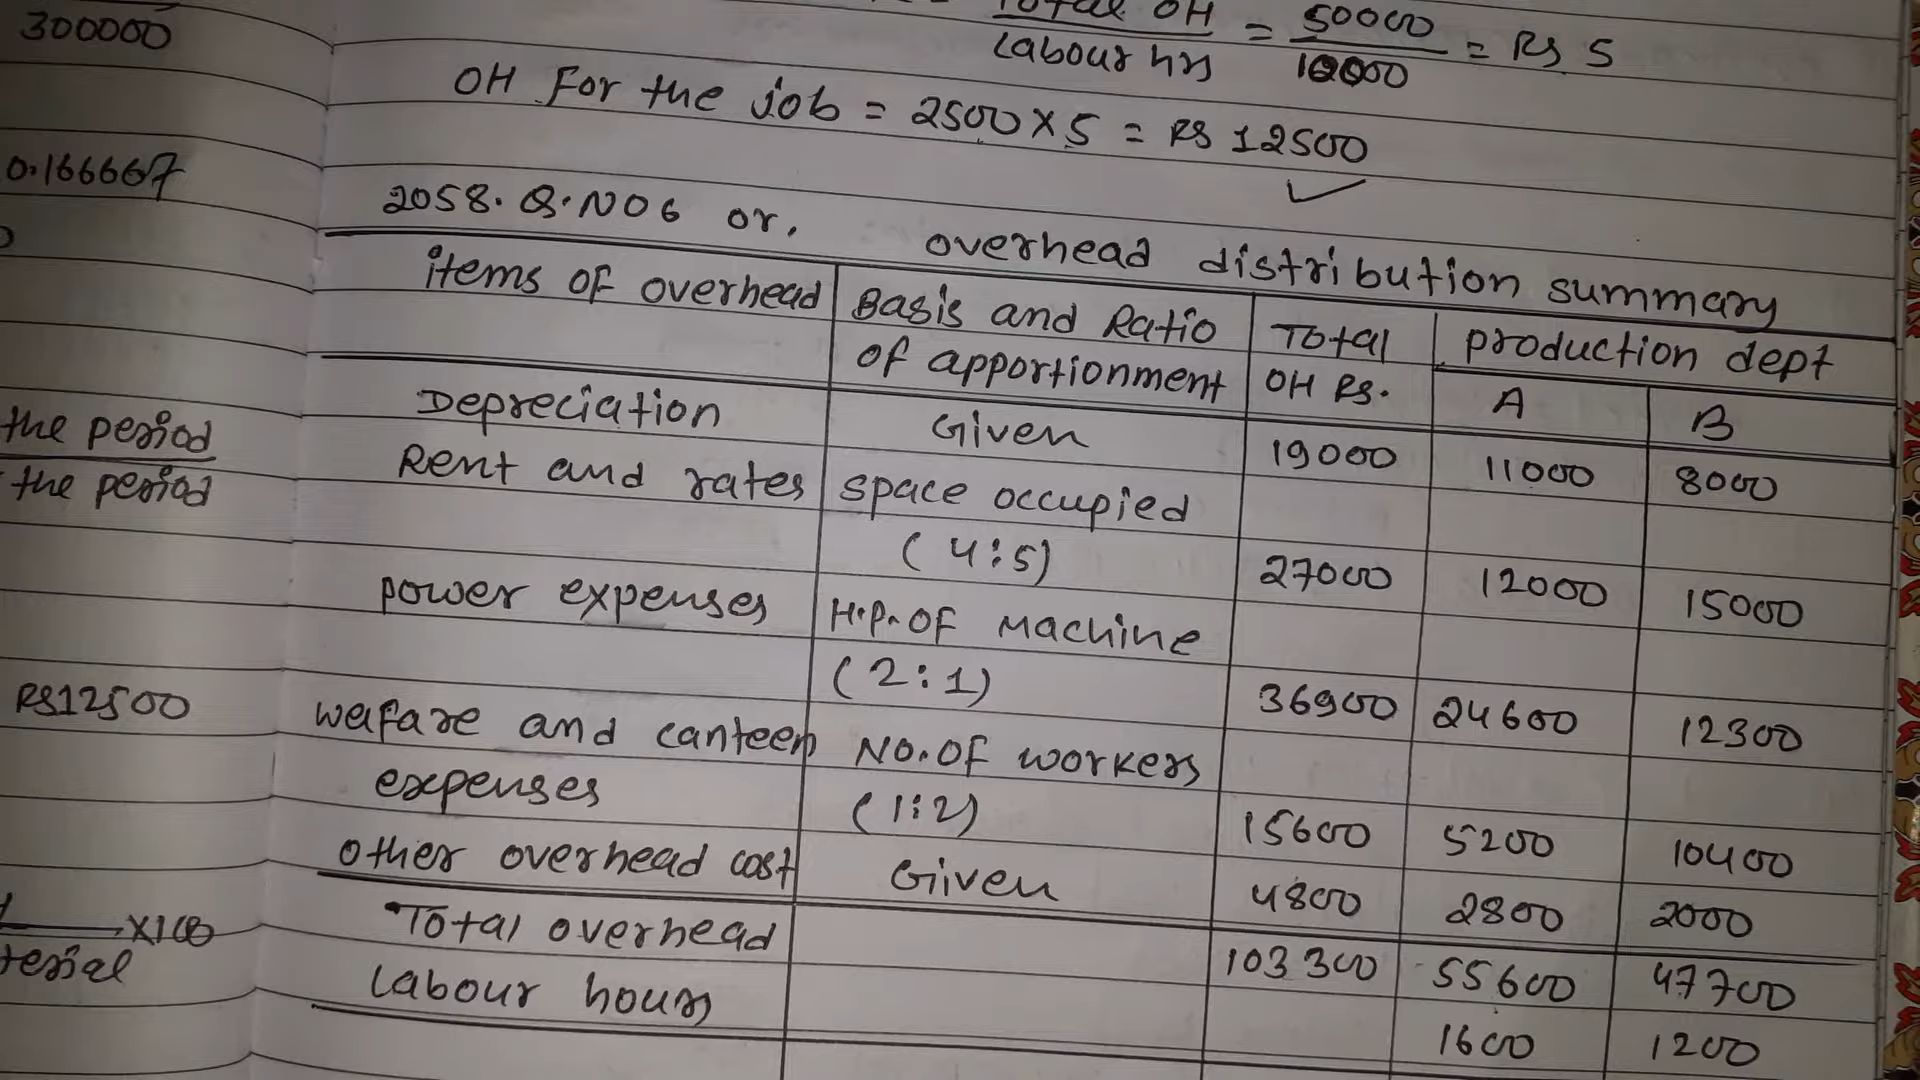 300000
0.166667
the period
the period
Rs12500
×100
terial
Total OH / Labour hrs = 50000 / 10000 = Rs 5
OH For the job = 2500×5 = Rs 12500
2058. Q.NO6 or,
overhead distribution summary
items of overhead | Basis and Ratio of apportionment | Total OH Rs. | production dept
A | B
Depreciation | Given | 19000 | 11000 | 8000
Rent and rates | space occupied
(4:5) | 27000 | 12000 | 15000
power expenses | H.P. OF Machine
(2:1) | 36900 | 24600 | 12300
welfare and canteen | NO. OF workers
expenses | (1:2) | 15600 | 5200 | 10400
other overhead cost | Giiven | 4800 | 2800 | 2000
Total overhead | 103300 | 55600 | 47700
Labour hours | 1600 | 1200